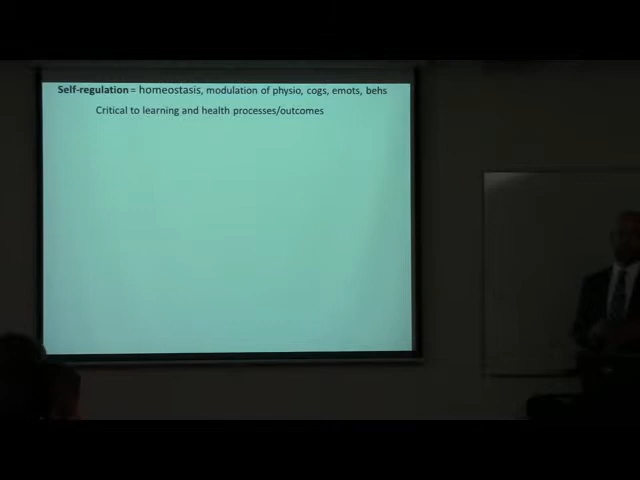 Self-regulation = homeostasis, modulation of physio, cogs, emots, behs
Critical to learning and health processes/outcomes